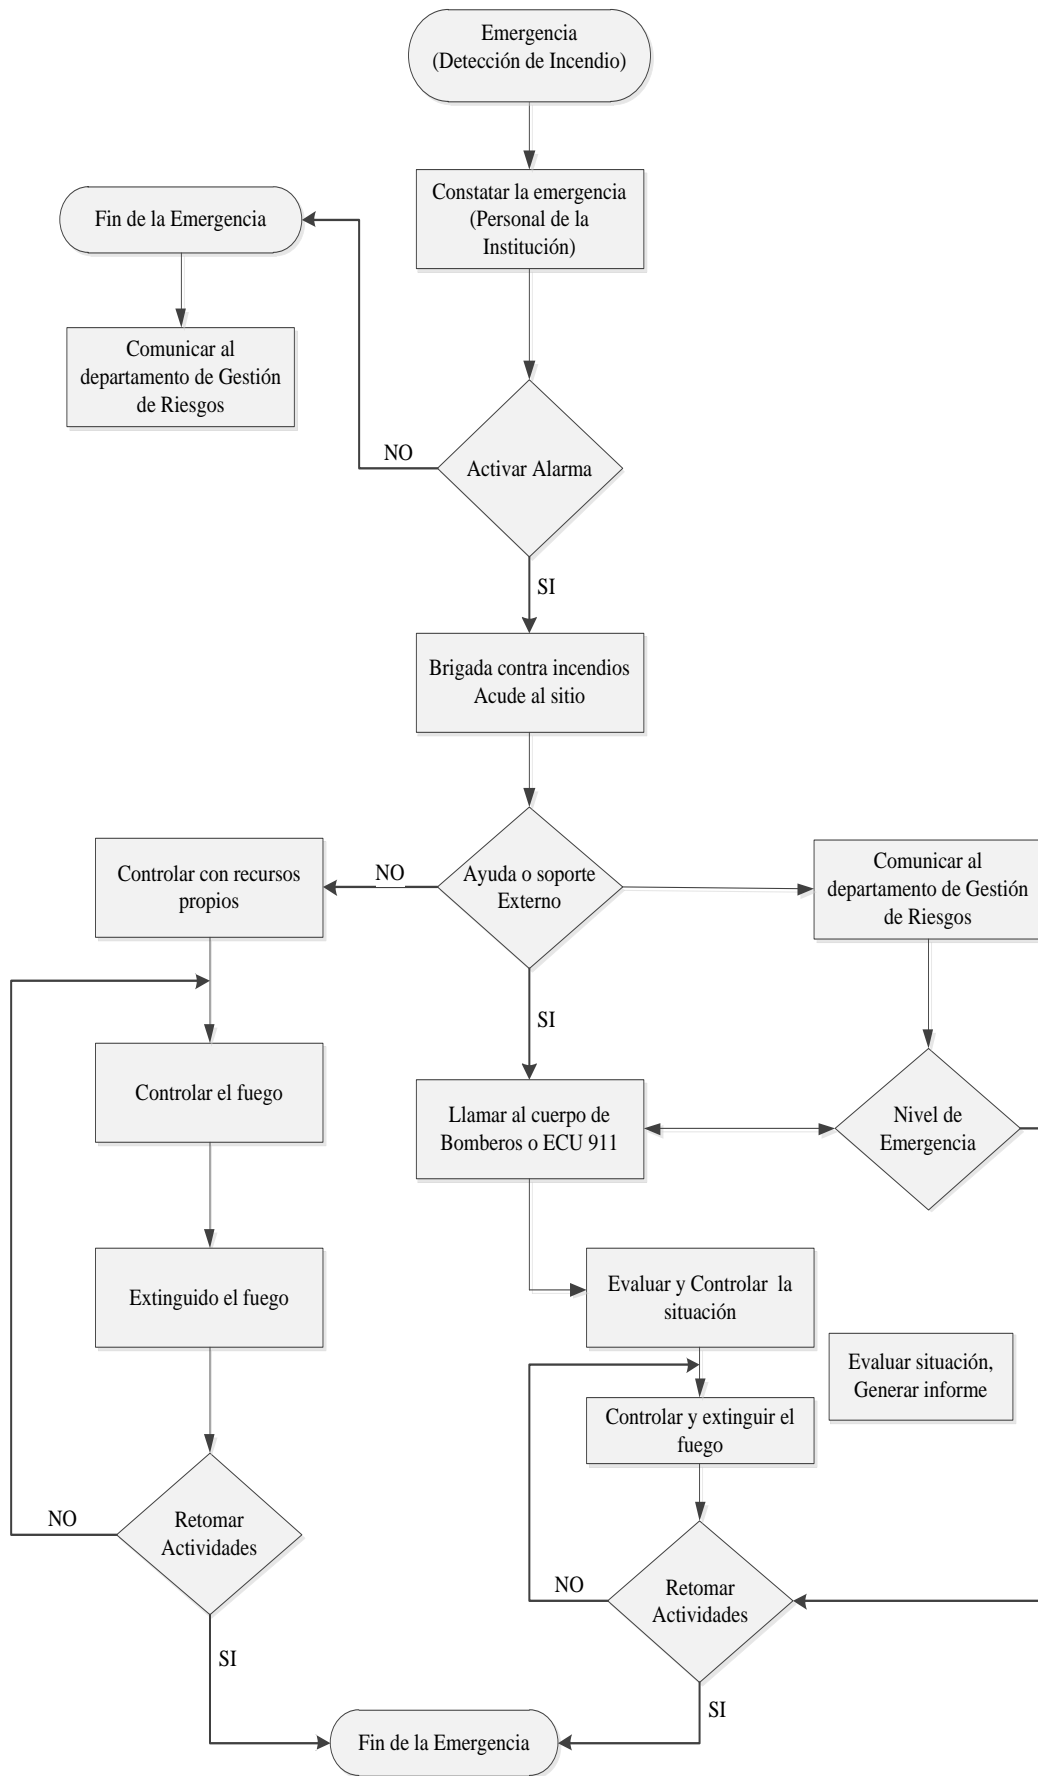 Emergencia
(Detección de Incendio)
Constatar la emergencia
(Personal de la
Institución)
Fin de la Emergencia
Comunicar al
departamento de Gestión
de Riesgos
NO
Activar Alarma
SI
Brigada contra incendios
Acude al sitio
Controlar con recursos
propios
NO
Ayuda o soporte
Externo
Comunicar al
departamento de Gestión
de Riesgos
SI
Controlar el fuego
Llamar al cuerpo de
Bomberos o ECU 911
Nivel de
Emergencia
Extinguido el fuego
Evaluar y Controlar la
situación
Evaluar situación,
Generar informe
Controlar y extinguir el
fuego
NO
Retomar
Actividades
NO
Retomar
Actividades
SI
SI
Fin de la Emergencia